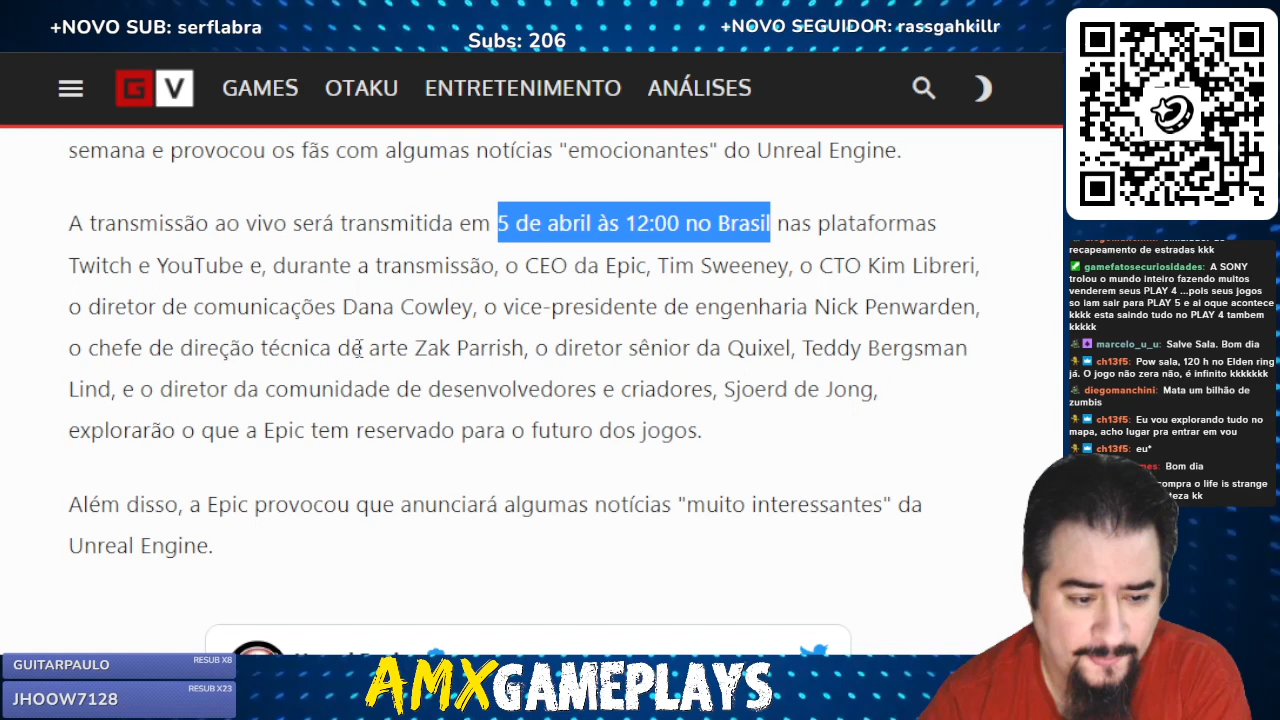 +NOVO SUB: serflabra
Subs: 206
+NOVO SEGUIDOR: rassgahkillr
G V GAMES OTAKU ENTRETENIMENTO ANÁLISES
semana e provocou os fãs com algumas notícias "emocionantes" do Unreal Engine.
A transmissão ao vivo será transmitida em 5 de abril às 12:00 no Brasil nas plataformas
Twitch e YouTube e, durante a transmissão, o CEO da Epic, Tim Sweeney, o CTO Kim Libreri,
o diretor de comunicações Dana Cowley, o vice-presidente de engenharia Nick Penwarden,
o chefe de direção técnica de arte Zak Parrish, o diretor sênior da Quixel, Teddy Bergsman
Lind, e o diretor da comunidade de desenvolvedores e criadores, Sjoerd de Jong,
explorarão o que a Epic tem reservado para o futuro dos jogos.
Além disso, a Epic provocou que anunciará algumas notícias "muito interessantes" da
Unreal Engine.
recapeamento de estradas kkk
gamefatosecuriosidades: A SONY
trolou o mundo inteiro fazendo muitos
venderem seus PLAY 4 ...pois seus jogos
so iam sair para PLAY 5 e ai oque acontece
kkkk esta saindo tudo no PLAY 4 tambem
kkkkk
marcelo_u_u: Salve Sala. Bom dia
ch13f5: Pow sala, 120 h no Elden ring
já. O jogo não zera não, é infinito kkkkkkk
diegomanchini: Mata um bilhão de
zumbis
ch13f5: Eu vou explorando tudo no
mapa, acho lugar pra entrar em vou
ch13f5: eu*
Bom dia
compra o life is strange
kk
GUITARPAULO RESUB X8
JHOOW7128 RESUB X23
AMXGAMEPLAYS